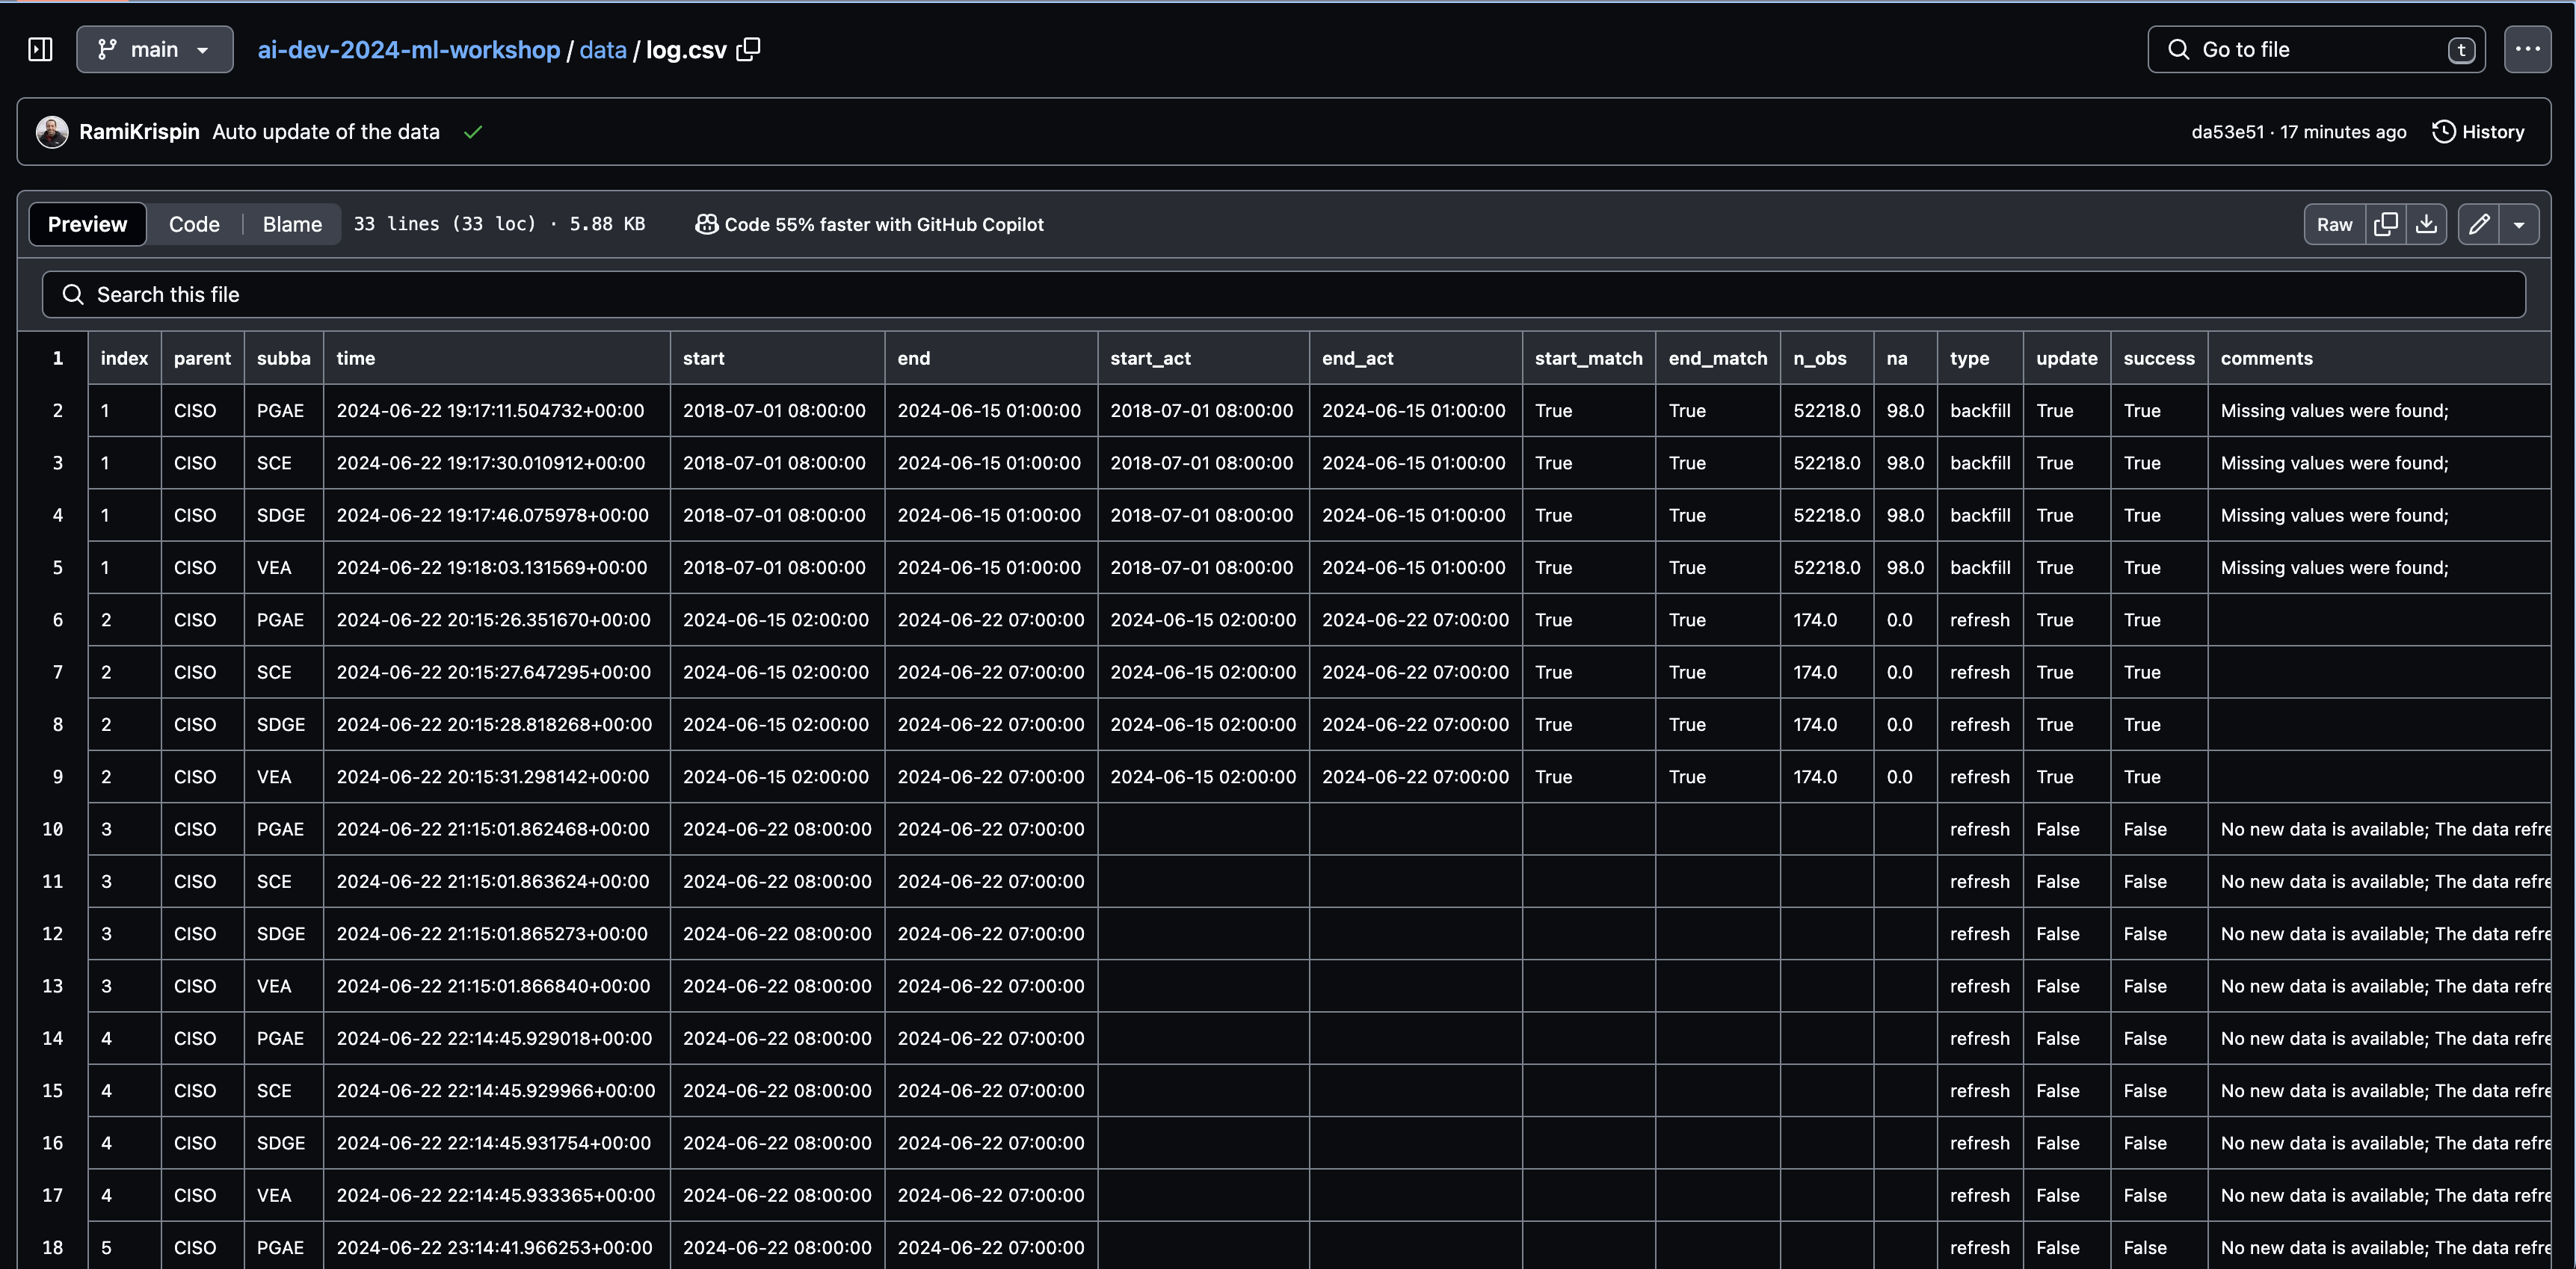 main
ai-dev-2024-ml-workshop / data / log.csv
Go to file t
RamiKrispin Auto update of the data
da53e51 · 17 minutes ago History
Preview Code Blame 33 lines (33 loc) · 5.88 KB Code 55% faster with GitHub Copilot Raw
Search this file
1 index parent subba time start end start_act end_act start_match end_match n_obs na type update success comments
2 1 CISO PGAE 2024-06-22 19:17:11.504732+00:00 2018-07-01 08:00:00 2024-06-15 01:00:00 2018-07-01 08:00:00 2024-06-15 01:00:00 True True 52218.0 98.0 backfill True True Missing values were found;
3 1 CISO SCE 2024-06-22 19:17:30.010912+00:00 2018-07-01 08:00:00 2024-06-15 01:00:00 2018-07-01 08:00:00 2024-06-15 01:00:00 True True 52218.0 98.0 backfill True True Missing values were found;
4 1 CISO SDGE 2024-06-22 19:17:46.075978+00:00 2018-07-01 08:00:00 2024-06-15 01:00:00 2018-07-01 08:00:00 2024-06-15 01:00:00 True True 52218.0 98.0 backfill True True Missing values were found;
5 1 CISO VEA 2024-06-22 19:18:03.131569+00:00 2018-07-01 08:00:00 2024-06-15 01:00:00 2018-07-01 08:00:00 2024-06-15 01:00:00 True True 52218.0 98.0 backfill True True Missing values were found;
6 2 CISO PGAE 2024-06-22 20:15:26.351670+00:00 2024-06-15 02:00:00 2024-06-22 07:00:00 2024-06-15 02:00:00 2024-06-22 07:00:00 True True 174.0 0.0 refresh True True
7 2 CISO SCE 2024-06-22 20:15:27.647295+00:00 2024-06-15 02:00:00 2024-06-22 07:00:00 2024-06-15 02:00:00 2024-06-22 07:00:00 True True 174.0 0.0 refresh True True
8 2 CISO SDGE 2024-06-22 20:15:28.818268+00:00 2024-06-15 02:00:00 2024-06-22 07:00:00 2024-06-15 02:00:00 2024-06-22 07:00:00 True True 174.0 0.0 refresh True True
9 2 CISO VEA 2024-06-22 20:15:31.298142+00:00 2024-06-15 02:00:00 2024-06-22 07:00:00 2024-06-15 02:00:00 2024-06-22 07:00:00 True True 174.0 0.0 refresh True True
10 3 CISO PGAE 2024-06-22 21:15:01.862468+00:00 2024-06-22 08:00:00 2024-06-22 07:00:00 refresh False False No new data is available; The data refre
11 3 CISO SCE 2024-06-22 21:15:01.863624+00:00 2024-06-22 08:00:00 2024-06-22 07:00:00 refresh False False No new data is available; The data refre
12 3 CISO SDGE 2024-06-22 21:15:01.865273+00:00 2024-06-22 08:00:00 2024-06-22 07:00:00 refresh False False No new data is available; The data refre
13 3 CISO VEA 2024-06-22 21:15:01.866840+00:00 2024-06-22 08:00:00 2024-06-22 07:00:00 refresh False False No new data is available; The data refre
14 4 CISO PGAE 2024-06-22 22:14:45.929018+00:00 2024-06-22 08:00:00 2024-06-22 07:00:00 refresh False False No new data is available; The data refre
15 4 CISO SCE 2024-06-22 22:14:45.929966+00:00 2024-06-22 08:00:00 2024-06-22 07:00:00 refresh False False No new data is available; The data refre
16 4 CISO SDGE 2024-06-22 22:14:45.931754+00:00 2024-06-22 08:00:00 2024-06-22 07:00:00 refresh False False No new data is available; The data refre
17 4 CISO VEA 2024-06-22 22:14:45.933365+00:00 2024-06-22 08:00:00 2024-06-22 07:00:00 refresh False False No new data is available; The data refre
18 5 CISO PGAE 2024-06-22 23:14:41.966253+00:00 2024-06-22 08:00:00 2024-06-22 07:00:00 refresh False False No new data is available; The data refre